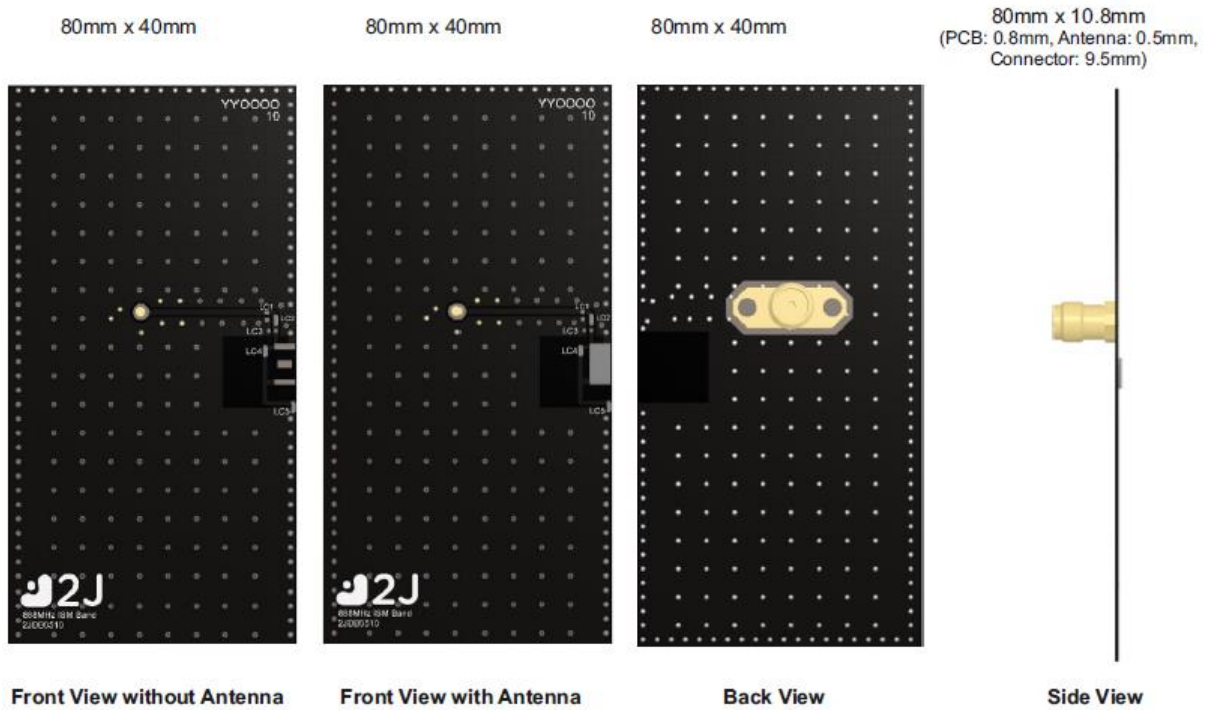 80mm x 40mm
80mm x 40mm
80mm x 40mm
80mm x 10.8mm
(PCB: 0.8mm, Antenna: 0.5mm,
Connector: 9.5mm)
YYOOOO
10
YYOOOO
10
LC1
LC2
LC3
LC4
LC5
LC1
LC2
LC3
LC4
LC5
2J
868MHz ISM Band
2J
868MHz ISM Band
Front View without Antenna
Front View with Antenna
Back View
Side View